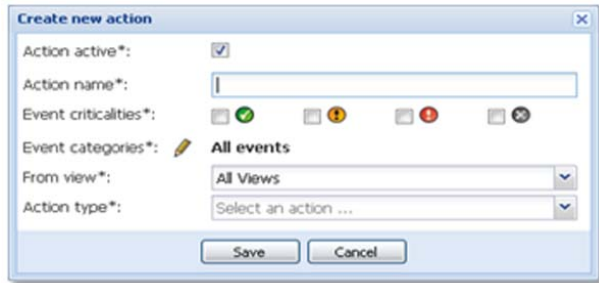 Create new action
Action active*:
Action name*:
Event criticalities*:
Event categories*: All events
From view*: All Views
Action type*: Select an action ...
Save Cancel